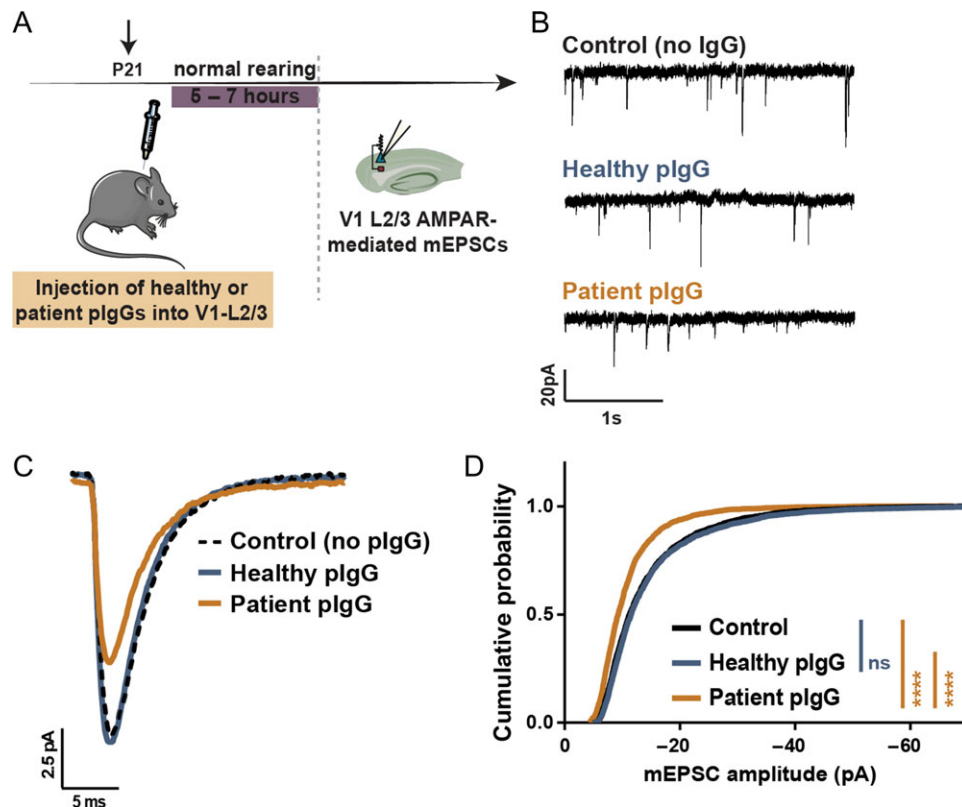 A
P21
normal rearing
5 – 7 hours
V1 L2/3 AMPAR-
mediated mEPSCs
Injection of healthy or
patient pIgGs into V1-L2/3
B
Control (no IgG)
Healthy pIgG
Patient pIgG
20pA
1s
C
Control (no pIgG)
Healthy pIgG
Patient pIgG
2.5 pA
5 ms
D
Cumulative probability
1.0
0.5
0.0
Control
Healthy pIgG
Patient pIgG
ns
****
****
0
–20
–40
–60
mEPSC amplitude (pA)